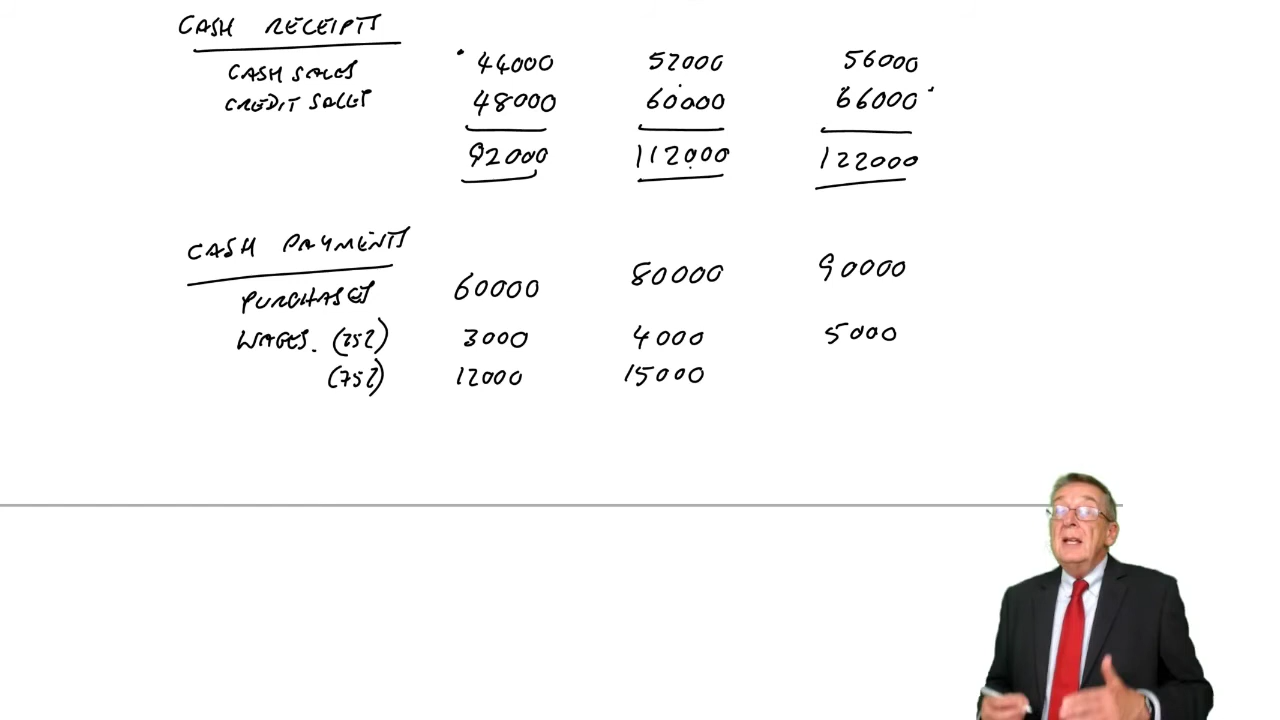 CASH RECEIPTS
CASH SALES 44000 52000 56000
CREDIT SALES 48000 60000 66000
92000 112000 122000
CASH PAYMENTS
PURCHASES 60000 80000 90000
WAGES. (25%) 3000 4000 5000
(75%) 12000 15000